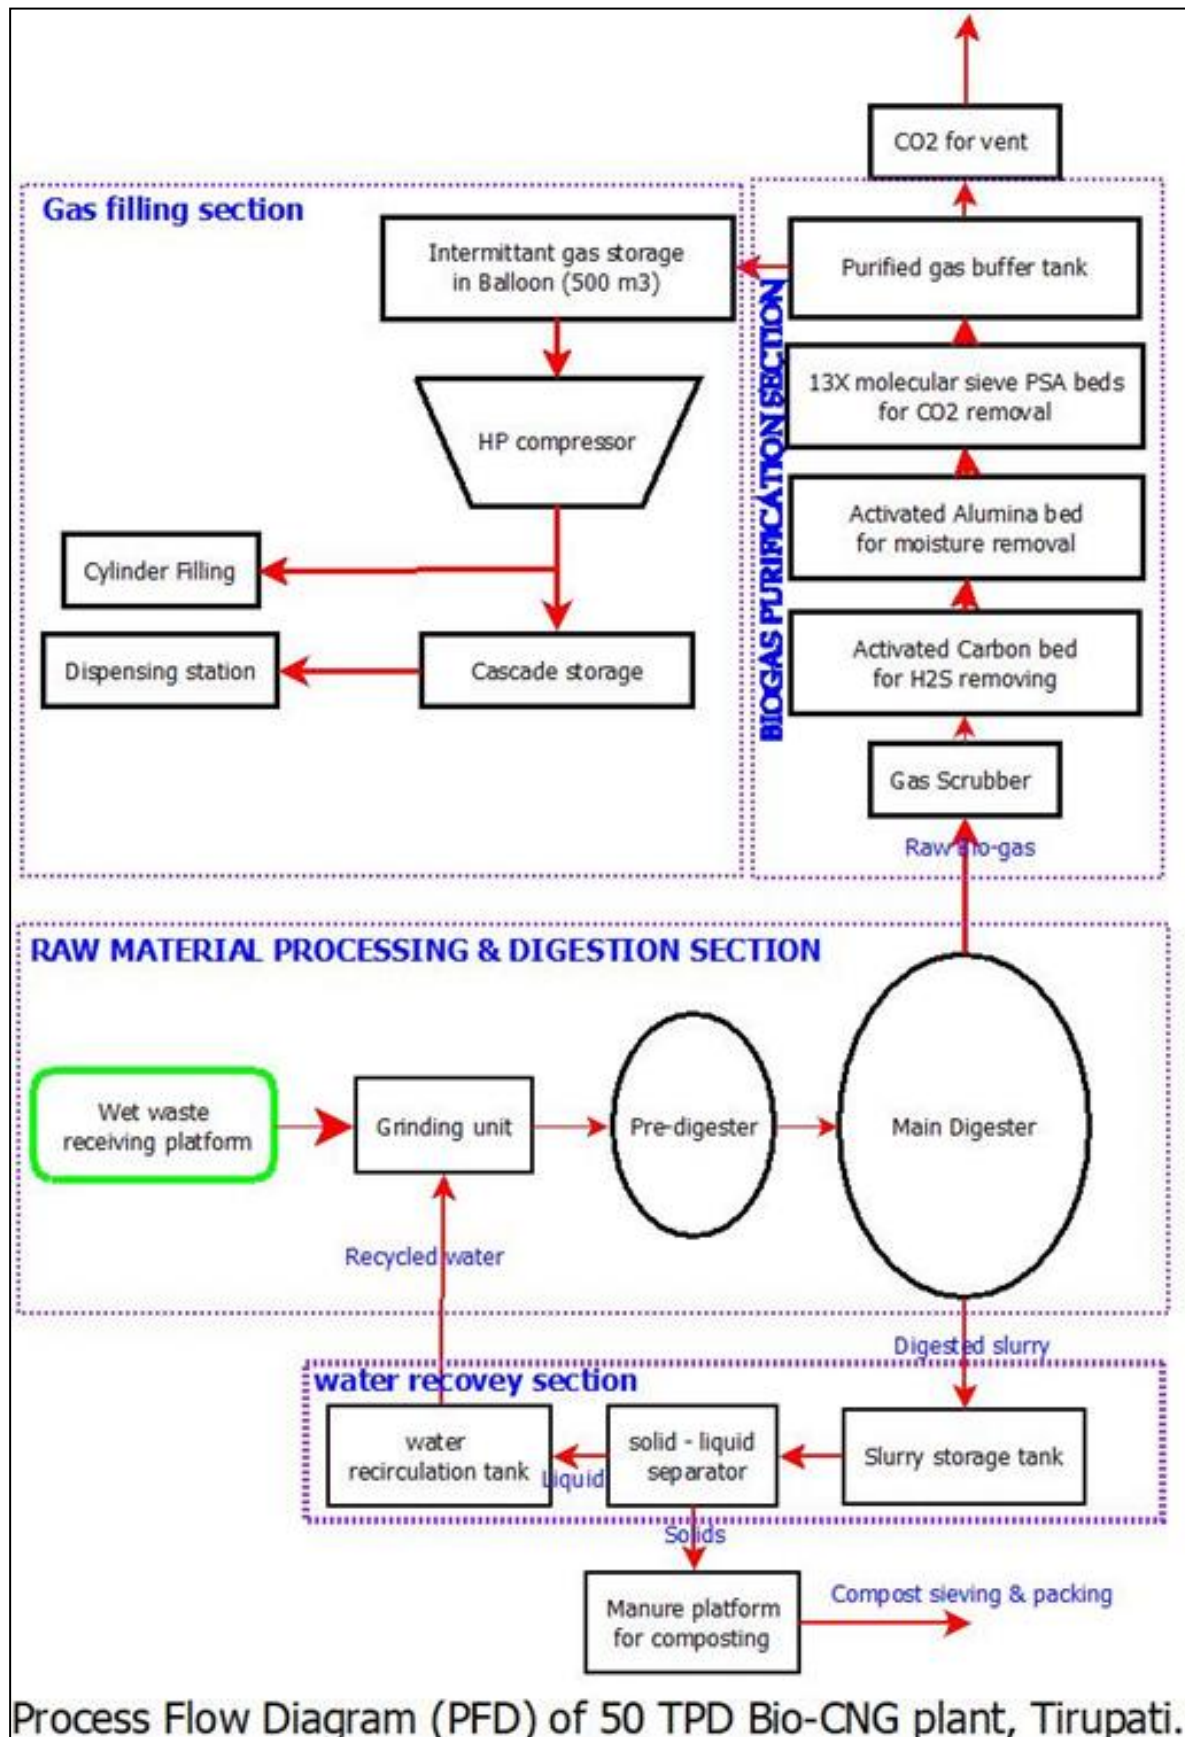 CO2 for vent
Gas filling section
Intermittant gas storage
in Balloon (500 m3)
HP compressor
Cylinder Filling
Dispensing station
Cascade storage
BIOGAS PURIFICATION SECTION
Purified gas buffer tank
13X molecular sieve PSA beds
for CO2 removal
Activated Alumina bed
for moisture removal
Activated Carbon bed
for H2S removing
Gas Scrubber
Raw Bio-gas
RAW MATERIAL PROCESSING & DIGESTION SECTION
Wet waste
receiving platform
Grinding unit
Pre-digester
Main Digester
Recycled water
Digested slurry
water recovey section
water
recirculation tank
Liquid
solid - liquid
separator
Slurry storage tank
Solids
Manure platform
for composting
Compost sieving & packing
Process Flow Diagram (PFD) of 50 TPD Bio-CNG plant, Tirupati.